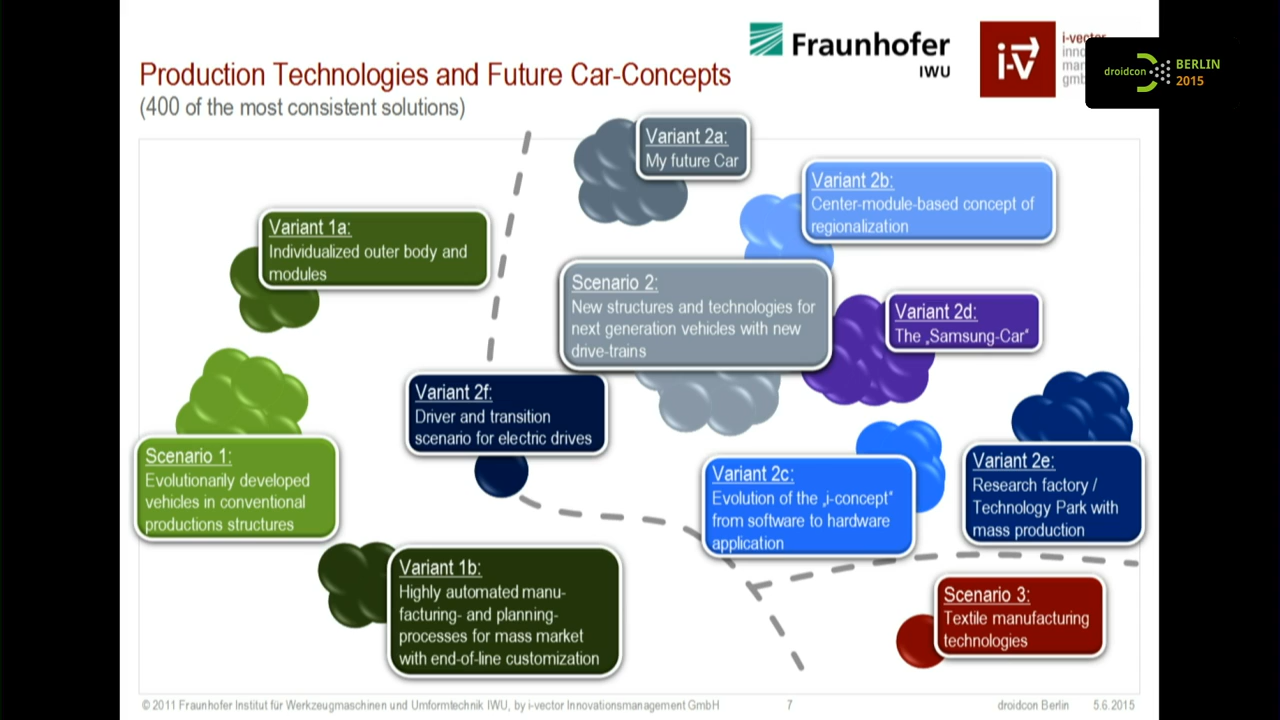 Fraunhofer
IWU
i-v
i-vector
droidcon
BERLIN
2015
Production Technologies and Future Car-Concepts
(400 of the most consistent solutions)
Variant 2a:
My future Car
Variant 2b:
Center-module-based concept of
regionalization
Variant 1a:
Individualized outer body and
modules
Scenario 2:
New structures and technologies for
next generation vehicles with new
drive-trains
Variant 2d:
The „Samsung-Car“
Variant 2f:
Driver and transition
scenario for electric drives
Scenario 1:
Evolutionarily developed
vehicles in conventional
productions structures
Variant 2c:
Evolution of the „i-concept“
from software to hardware
application
Variant 2e:
Research factory /
Technology Park with
mass production
Variant 1b:
Highly automated manu-
facturing- and planning-
processes for mass market
with end-of-line customization
Scenario 3:
Textile manufacturing
technologies
© 2011 Fraunhofer Institut für Werkzeugmaschinen und Umformtechnik IWU, by i-vector Innovationsmanagement GmbH
7
droidcon Berlin
5.6.2015